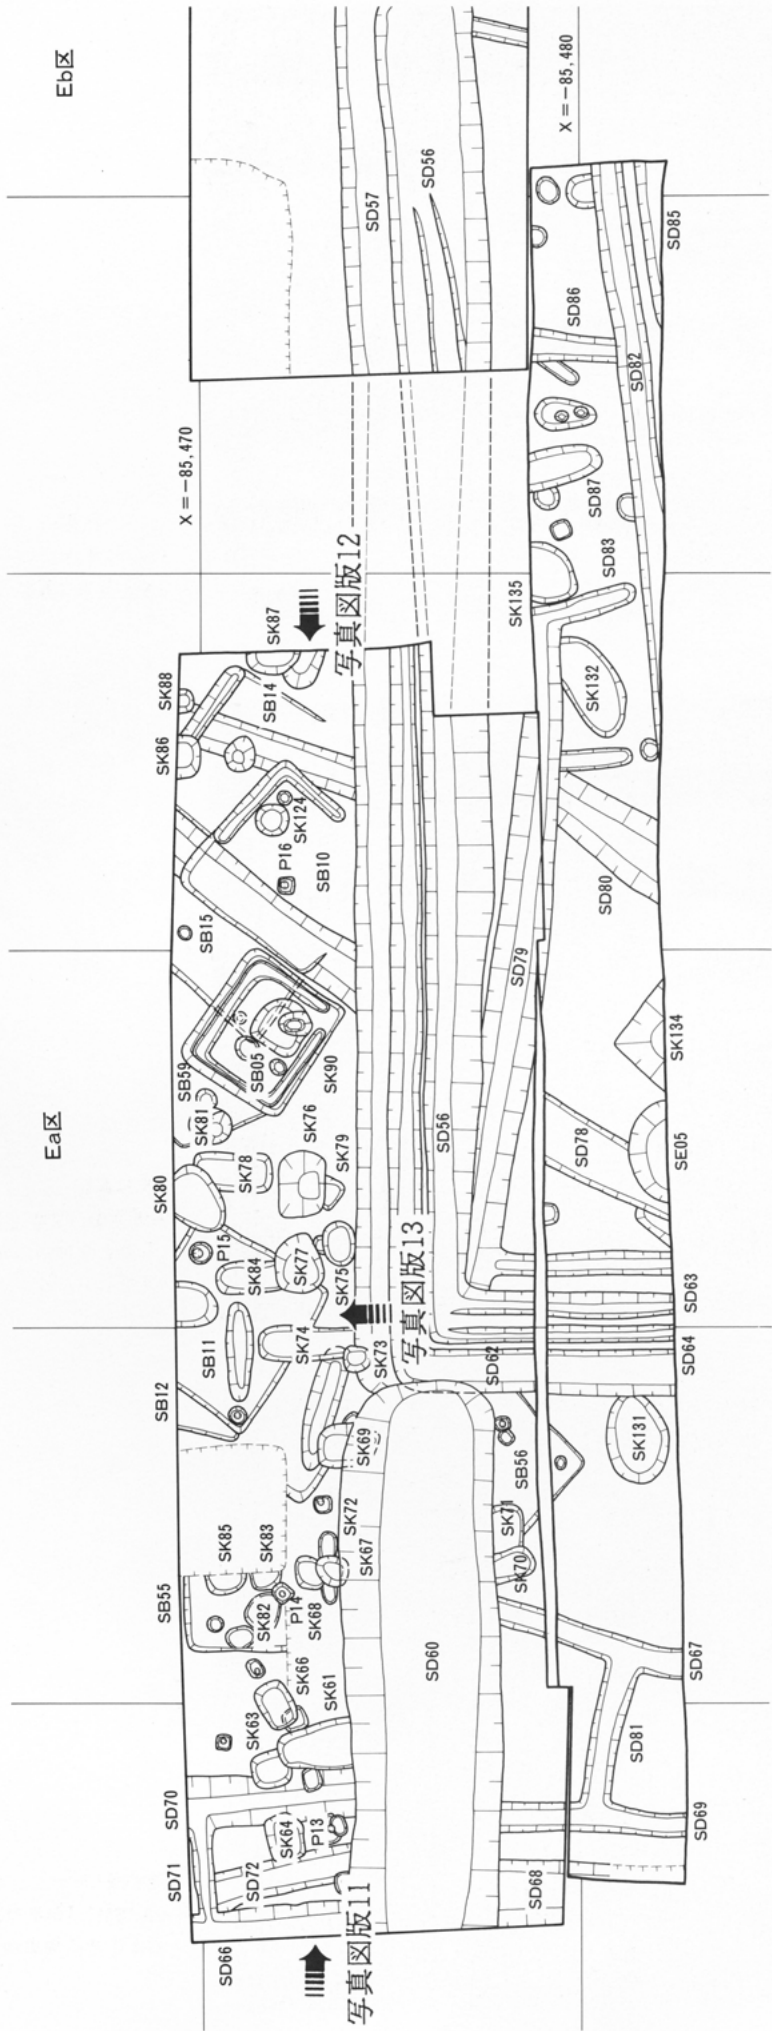 Eb区
X=-85,480
SD57
SD56
SD85
SD86
SD82
X=-85,470
SD87
SD83
写真図版12
SK135
SK87
SK88
SB14
SK132
SK86
SK124
P16
SB10
SD80
SB15
SD79
SK134
Ea区
SB59
SB05
SK90
SK81
SK76
SD56
SD78
SE05
SK80
SK78
SK79
P15
SK84
SK77
SK75
写真図版13
SD63
SB12
SB11
SK74
SK73
SD62
SD64
SK69
SB56
SK131
SK85
SK83
SK72
SK67
SK71
SK70
SB55
SK82
P14
SK68
SK66
SK61
SD60
SD67
SK63
SD81
SD70
SD71
SK64
P13
SD72
SD69
SD68
SD66
写真図版11